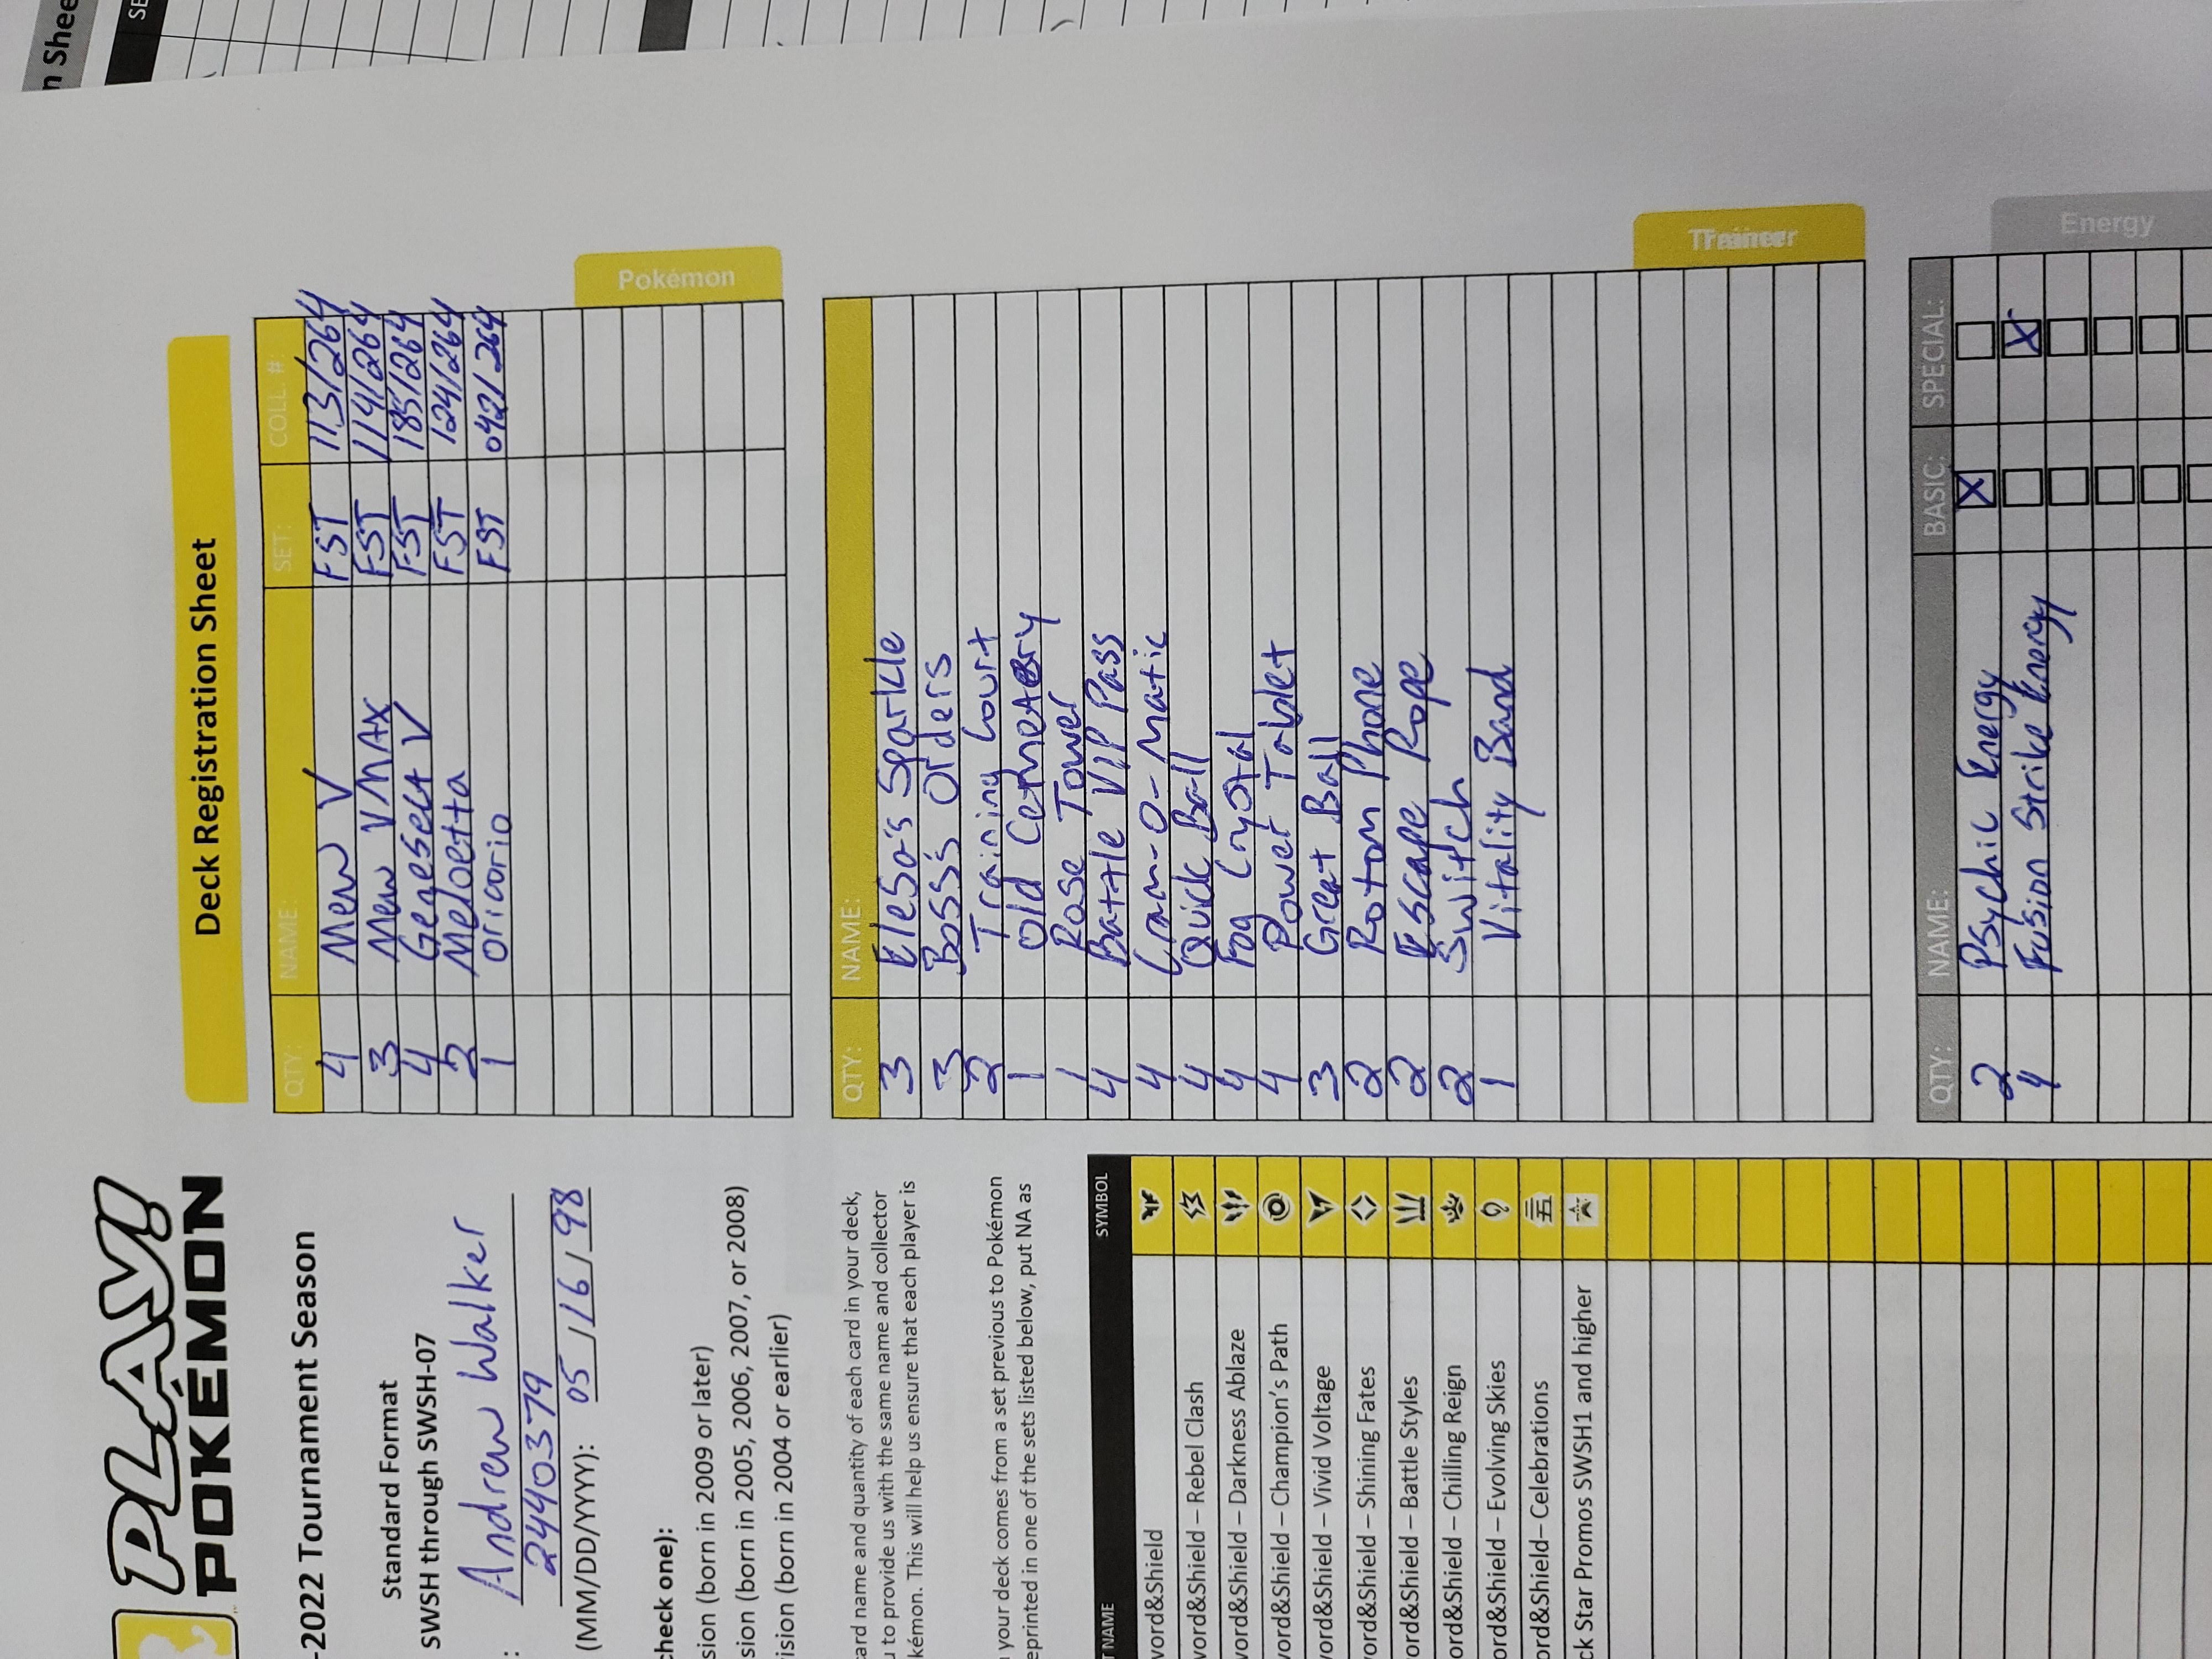 PLAY!
POKÉMON
Deck Registration Sheet
-2022 Tournament Season
Standard Format
SWSH through SWSH-07
: Andrew Walker
2440379
(MM/DD/YYYY): 05/16/98
check one):
sion (born in 2009 or later)
sion (born in 2005, 2006, 2007, or 2008)
ision (born in 2004 or earlier)
card name and quantity of each card in your deck,
u to provide us with the same name and collector
kémon. This will help us ensure that each player is
your deck comes from a set previous to Pokémon
eprinted in one of the sets listed below, put NA as
T NAME SYMBOL
word&Shield
word&Shield – Rebel Clash
word&Shield – Darkness Ablaze
word&Shield – Champion's Path
word&Shield – Vivid Voltage
word&Shield – Shining Fates
ord&Shield – Battle Styles
ord&Shield – Chilling Reign
ord&Shield – Evolving Skies
ord&Shield– Celebrations
ck Star Promos SWSH1 and higher
QTY: NAME: SET: COLL. #:
4 Mew V FST 113/264
3 Mew VMAX FST 114/264
4 Genesect V FST 185/264
2 Meloetta FST 124/264
1 Oricorio FST 042/264
Pokémon
QTY: NAME:
3 Elesa's Sparkle
3 Boss's Orders
2 Training Court
1 Old Cemetery
1 Rose Tower
4 Battle VIP Pass
4 Cram-O-Matic
4 Quick Ball
4 Fog Crystal
4 Power Tablet
3 Great Ball
2 Rotom Phone
2 Escape Rope
2 Switch
1 Vitality Band
Trainer
QTY: NAME: BASIC: SPECIAL:
2 Psychic Energy X
4 Fusion Strike Energy X
Energy
n Shee
SE